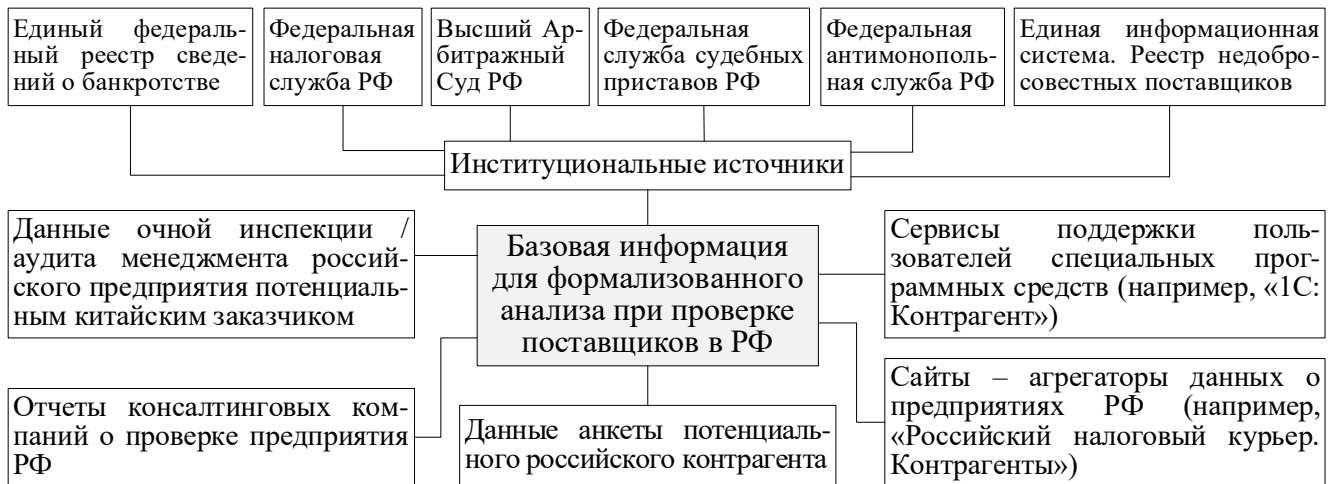 Единый федераль-
ный реестр сведе-
ний о банкротстве
Федеральная
налоговая
служба РФ
Высший Ар-
битражный
Суд РФ
Федеральная
служба судебных
приставов РФ
Федеральная
антимонополь-
ная служба РФ
Единая информационная
система. Реестр недобро-
совестных поставщиков
Институциональные источники
Данные очной инспекции /
аудита менеджмента россий-
ского предприятия потенциаль-
ным китайским заказчиком
Базовая информация
для формализованного
анализа при проверке
поставщиков в РФ
Сервисы поддержки поль-
зователей специальных прог-
раммных средств (например, «1С:
Контрагент»)
Отчеты консалтинговых ком-
паний о проверке предприятия
РФ
Данные анкеты потенциаль-
ного российского контрагента
Сайты – агрегаторы данных о
предприятиях РФ (например,
«Российский налоговый курьер.
Контрагенты»)